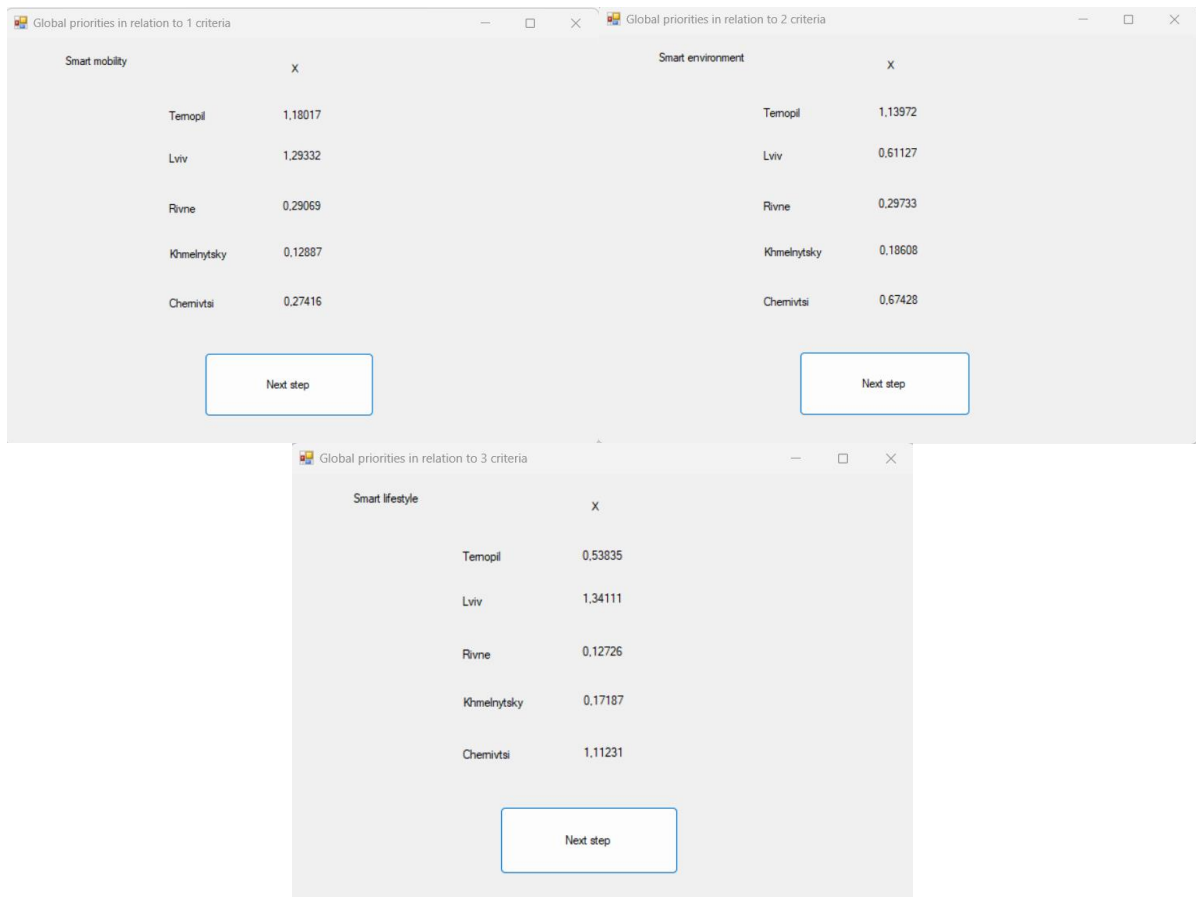 Global priorities in relation to 1 criteria
Smart mobility
X
Ternopil 1,18017
Lviv 1,29332
Rivne 0,29069
Khmelnytsky 0,12887
Chernivtsi 0,27416
Next step
Global priorities in relation to 2 criteria
Smart environment
X
Ternopil 1,13972
Lviv 0,61127
Rivne 0,29733
Khmelnytsky 0,18608
Chernivtsi 0,67428
Next step
Global priorities in relation to 3 criteria
Smart lifestyle
X
Ternopil 0,53835
Lviv 1,34111
Rivne 0,12726
Khmelnytsky 0,17187
Chernivtsi 1,11231
Next step